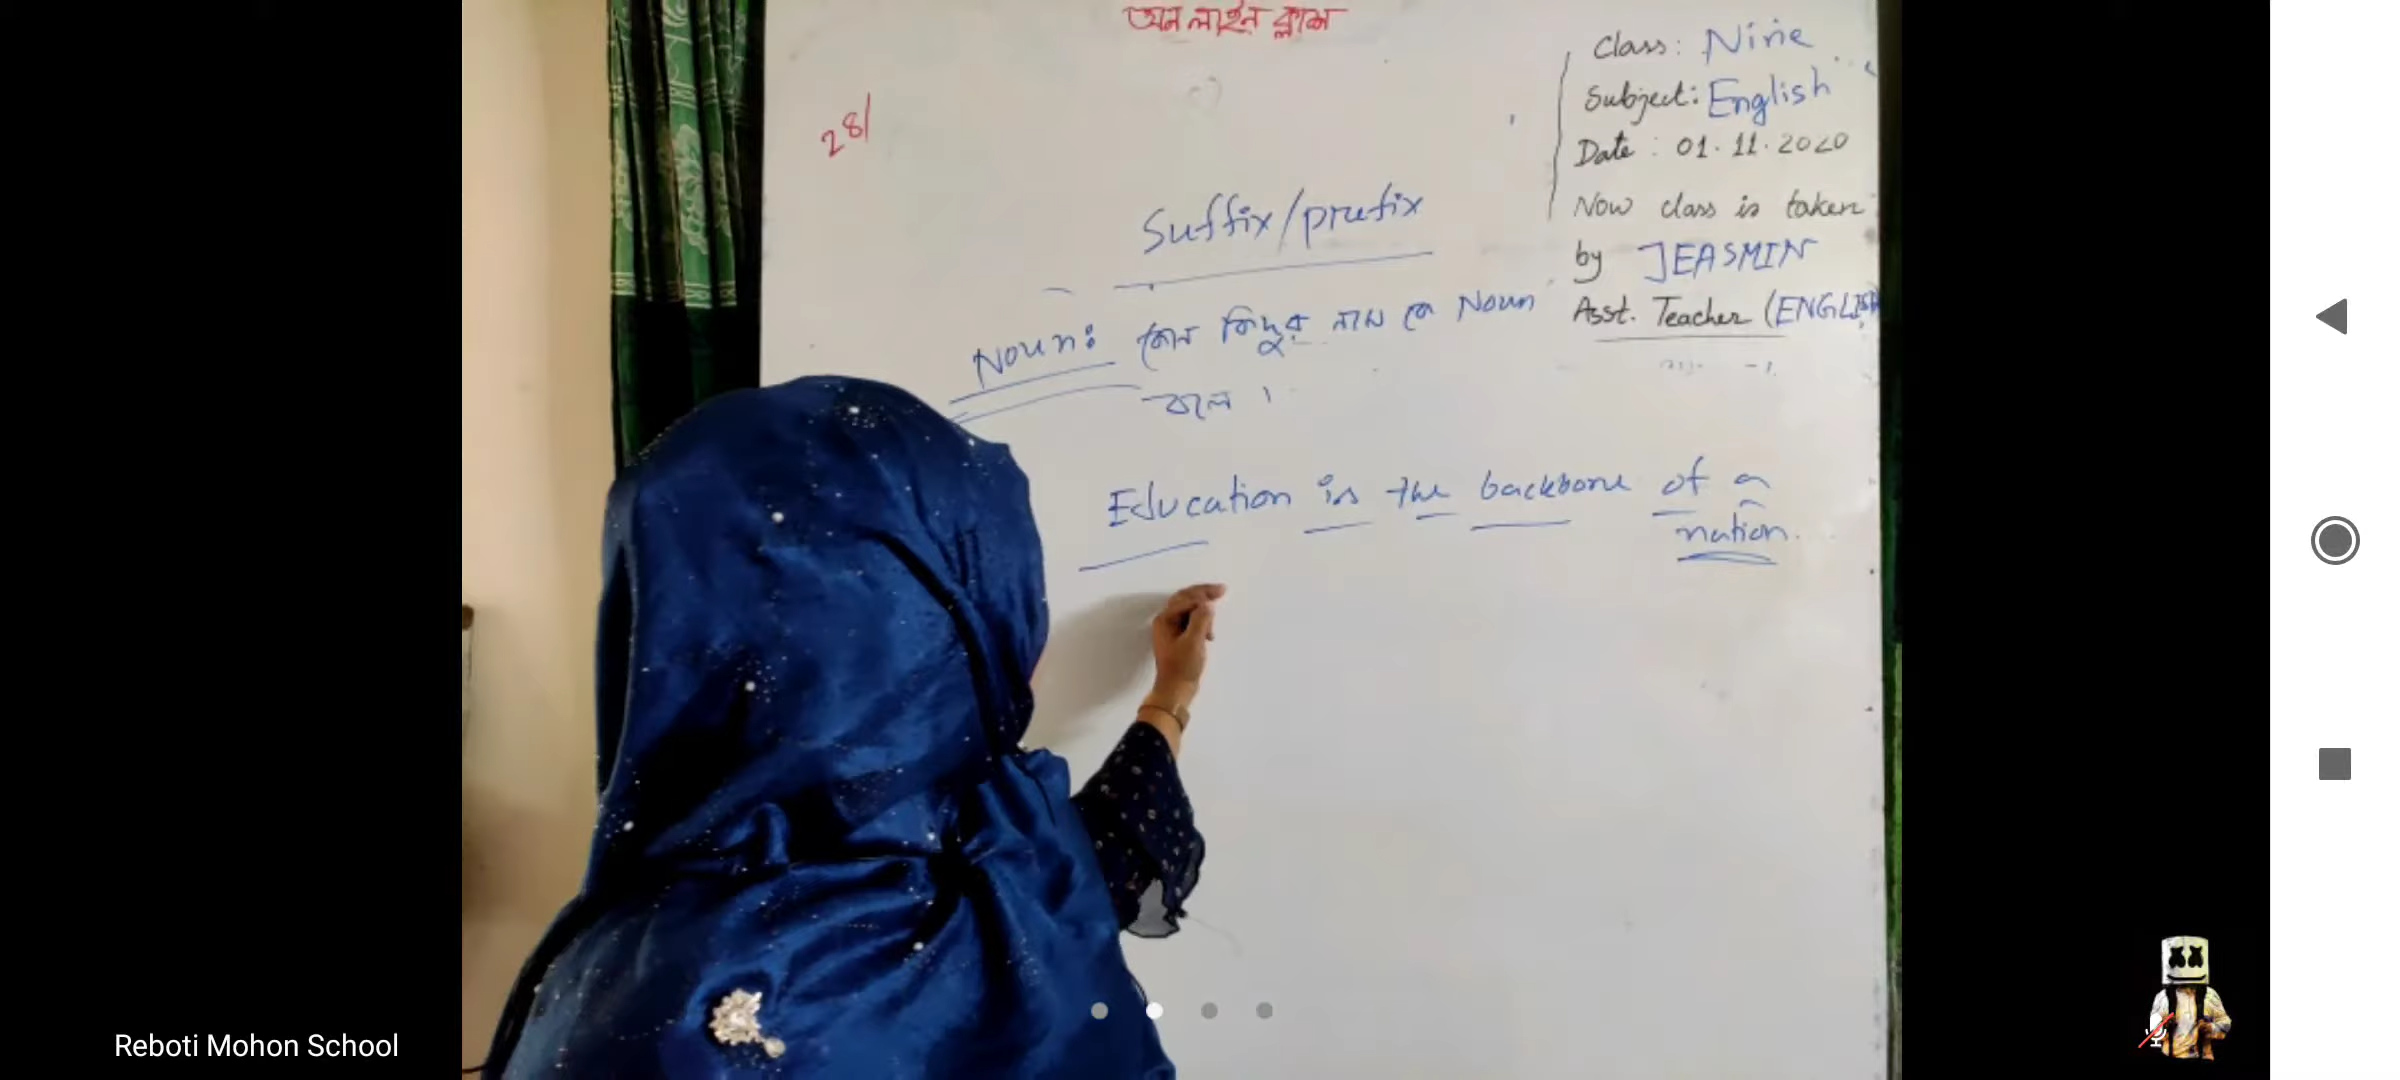 অন লাইন ক্লাশ
28/
Class: Nine
Subject: English
Date: 01.11.2020
Now class is taken
by JEASMIN
Asst. Teacher (ENGLISH
Suffix/prefix
Noun: কোন কিছুর নাম কে Noun
বলে।
Education is the backbone of a
nation.
Reboti Mohon School